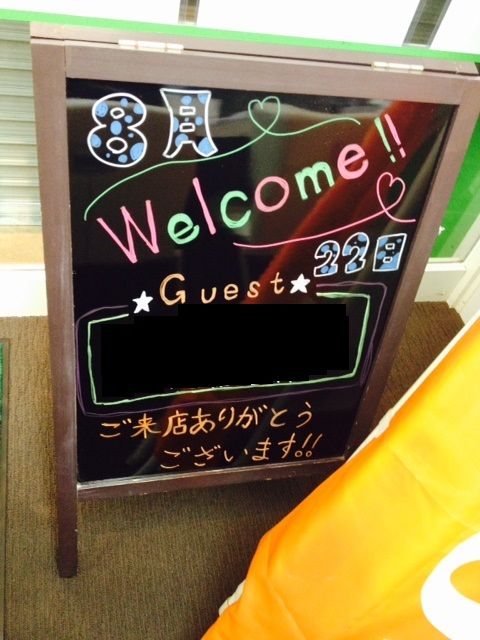 8月
Welcome!!
22日
★Guest★
ご来店ありがとう
ございます!!